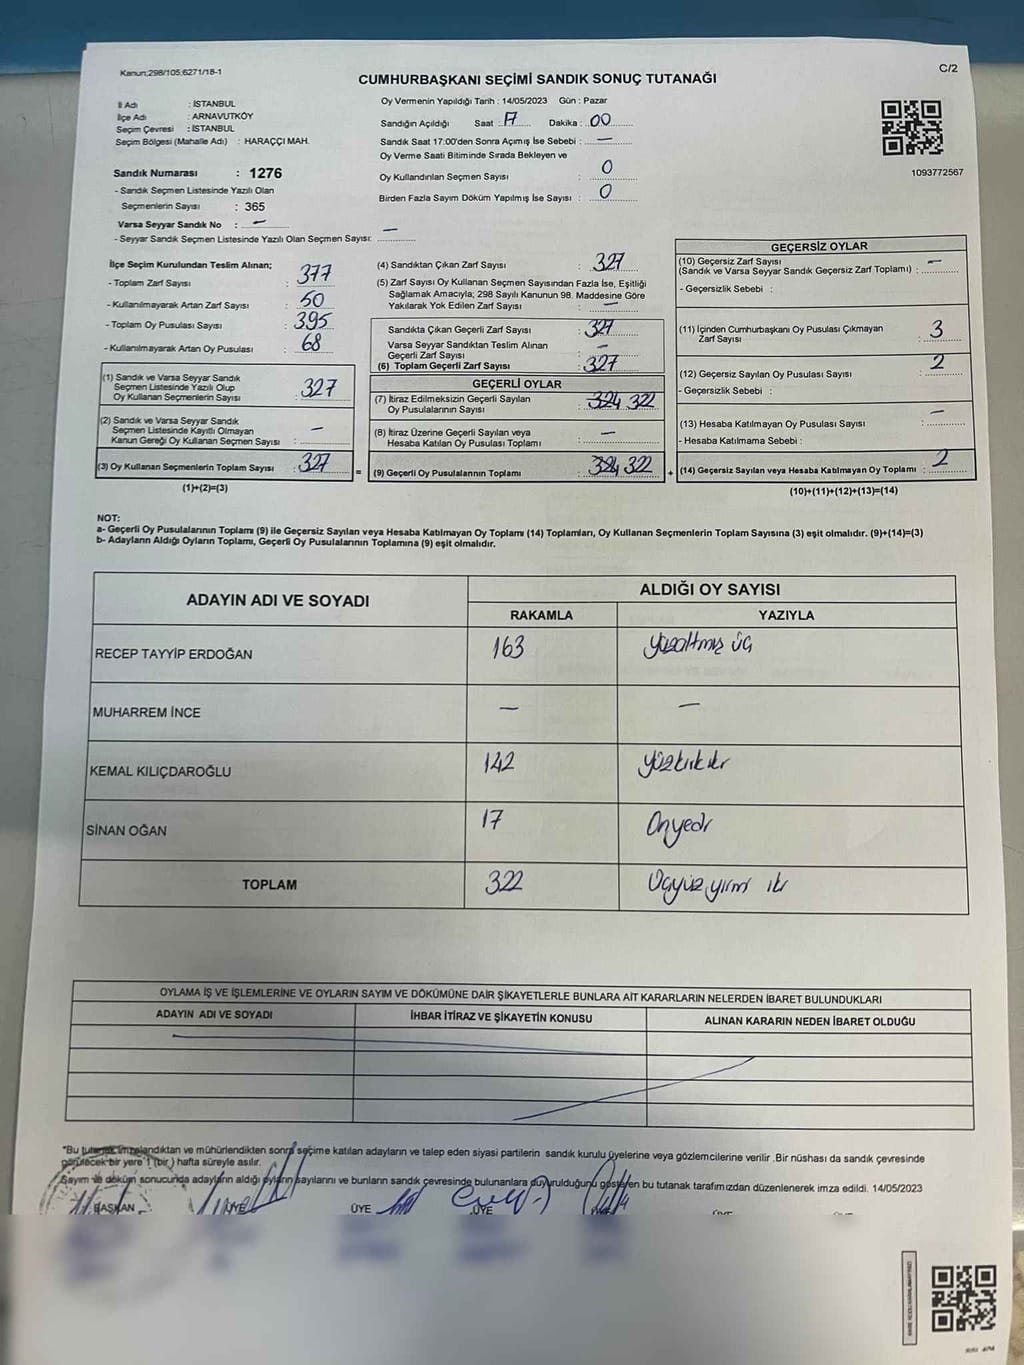 Kanun:298/105;6271/18-1
C/2
CUMHURBAŞKANI SEÇİMİ SANDIK SONUÇ TUTANAĞI
İl Adı : İSTANBUL
İlçe Adı : ARNAVUTKÖY
Seçim Çevresi : İSTANBUL
Seçim Bölgesi (Mahalle Adı) : HARAÇÇI MAH.
Sandık Numarası : 1276
- Sandık Seçmen Listesinde Yazılı Olan
Seçmenlerin Sayısı : 365
Varsa Seyyar Sandık No : —
- Seyyar Sandık Seçmen Listesinde Yazılı Olan Seçmen Sayısı: —
Oy Vermenin Yapıldığı Tarih : 14/05/2023 Gün : Pazar
Sandığın Açıldığı Saat : 17 Dakika : 00
Sandık Saat 17:00'den Sonra Açımış İse Sebebi : —
Oy Verme Saati Bitiminde Sırada Bekleyen ve
Oy Kullandırılan Seçmen Sayısı : 0
Birden Fazla Sayım Döküm Yapılmış İse Sayısı : 0
1093772567
İlçe Seçim Kurulundan Teslim Alınan;
- Toplam Zarf Sayısı : 377
- Kullanılmayarak Artan Zarf Sayısı : 50
- Toplam Oy Pusulası Sayısı : 395
- Kullanılmayarak Artan Oy Pusulası : 68
(1) Sandık ve Varsa Seyyar Sandık
Seçmen Listesinde Yazılı Olup
Oy Kullanan Seçmenlerin Sayısı : 327
(2) Sandık ve Varsa Seyyar Sandık
Seçmen Listesinde Kayıtlı Olmayan
Kanun Gereği Oy Kullanan Seçmen Sayısı : —
(3) Oy Kullanan Seçmenlerin Toplam Sayısı : 327
(1)+(2)=(3)
(4) Sandıktan Çıkan Zarf Sayısı : 327
(5) Zarf Sayısı Oy Kullanan Seçmen Sayısından Fazla İse, Eşitliği
Sağlamak Amacıyla; 298 Sayılı Kanunun 98. Maddesine Göre
Yakılarak Yok Edilen Zarf Sayısı : —
Sandıkta Çıkan Geçerli Zarf Sayısı : 327
Varsa Seyyar Sandıktan Teslim Alınan
Geçerli Zarf Sayısı : —
(6) Toplam Geçerli Zarf Sayısı : 327
GEÇERLİ OYLAR
(7) İtiraz Edilmeksizin Geçerli Sayılan
Oy Pusulalarının Sayısı : 324 322
(8) İtiraz Üzerine Geçerli Sayılan veya
Hesaba Katılan Oy Pusulası Toplamı : —
= (9) Geçerli Oy Pusulalarının Toplamı : 324 322
GEÇERSİZ OYLAR
(10) Geçersiz Zarf Sayısı
(Sandık ve Varsa Seyyar Sandık Geçersiz Zarf Toplamı) : —
- Geçersizlik Sebebi :
(11) İçinden Cumhurbaşkanı Oy Pusulası Çıkmayan
Zarf Sayısı : 3
(12) Geçersiz Sayılan Oy Pusulası Sayısı : 2
- Geçersizlik Sebebi :
(13) Hesaba Katılmayan Oy Pusulası Sayısı : —
- Hesaba Katılmama Sebebi :
+ (14) Geçersiz Sayılan veya Hesaba Katılmayan Oy Toplamı : 2
(10)+(11)+(12)+(13)=(14)
NOT:
a- Geçerli Oy Pusulalarının Toplamı (9) ile Geçersiz Sayılan veya Hesaba Katılmayan Oy Toplamı (14) Toplamları, Oy Kullanan Seçmenlerin Toplam Sayısına (3) eşit olmalıdır. (9)+(14)=(3)
b- Adayların Aldığı Oyların Toplamı, Geçerli Oy Pusulalarının Toplamına (9) eşit olmalıdır.
ADAYIN ADI VE SOYADI ALDIĞI OY SAYISI
RAKAMLA YAZIYLA
RECEP TAYYİP ERDOĞAN 163 yüzaltmış üç
MUHARREM İNCE — —
KEMAL KILIÇDAROĞLU 142 yüzkırkikr
SİNAN OĞAN 17 Onyedi
TOPLAM 322 Üçyüz yirmi iki
OYLAMA İŞ VE İŞLEMLERİNE VE OYLARIN SAYIM VE DÖKÜMÜNE DAİR ŞİKAYETLERLE BUNLARA AİT KARARLARIN NELERDEN İBARET BULUNDUKLARI
ADAYIN ADI VE SOYADI İHBAR İTİRAZ VE ŞİKAYETİN KONUSU ALINAN KARARIN NEDEN İBARET OLDUĞU
*Bu tutanak imzalandıktan ve mühürlendikten sonra seçime katılan adayların ve talep eden siyasi partilerin sandık kurulu üyelerine veya gözlemcilerine verilir .Bir nüshası da sandık çevresinde
görülecek bir yere 1 (bir ) hafta süreyle asılır.
Sayım ve döküm sonucunda adayların aldığı oyların sayılarını ve bunların sandık çevresinde bulunanlara duyurulduğunu gösteren bu tutanak tarafımızdan düzenlenerek imza edildi. 14/05/2023
BAŞKAN ÜYE ÜYE ÜYE